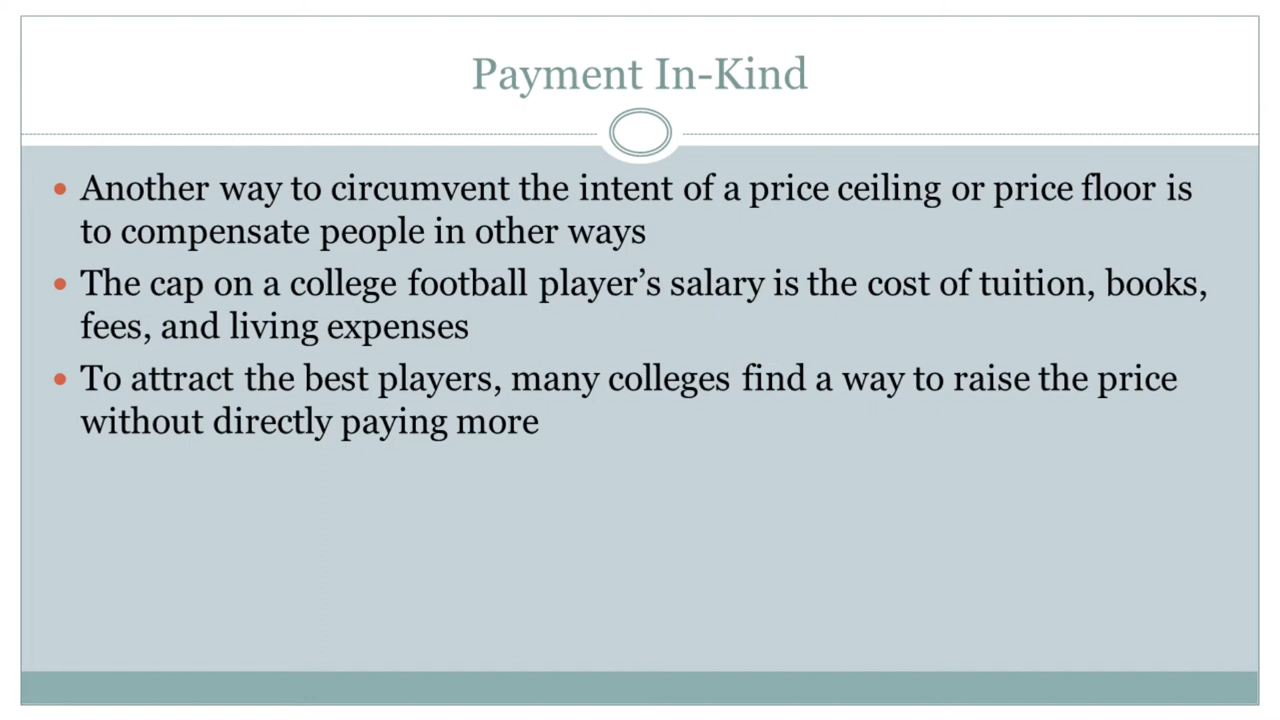 Payment In-Kind
• Another way to circumvent the intent of a price ceiling or price floor is
to compensate people in other ways
• The cap on a college football player’s salary is the cost of tuition, books,
fees, and living expenses
• To attract the best players, many colleges find a way to raise the price
without directly paying more